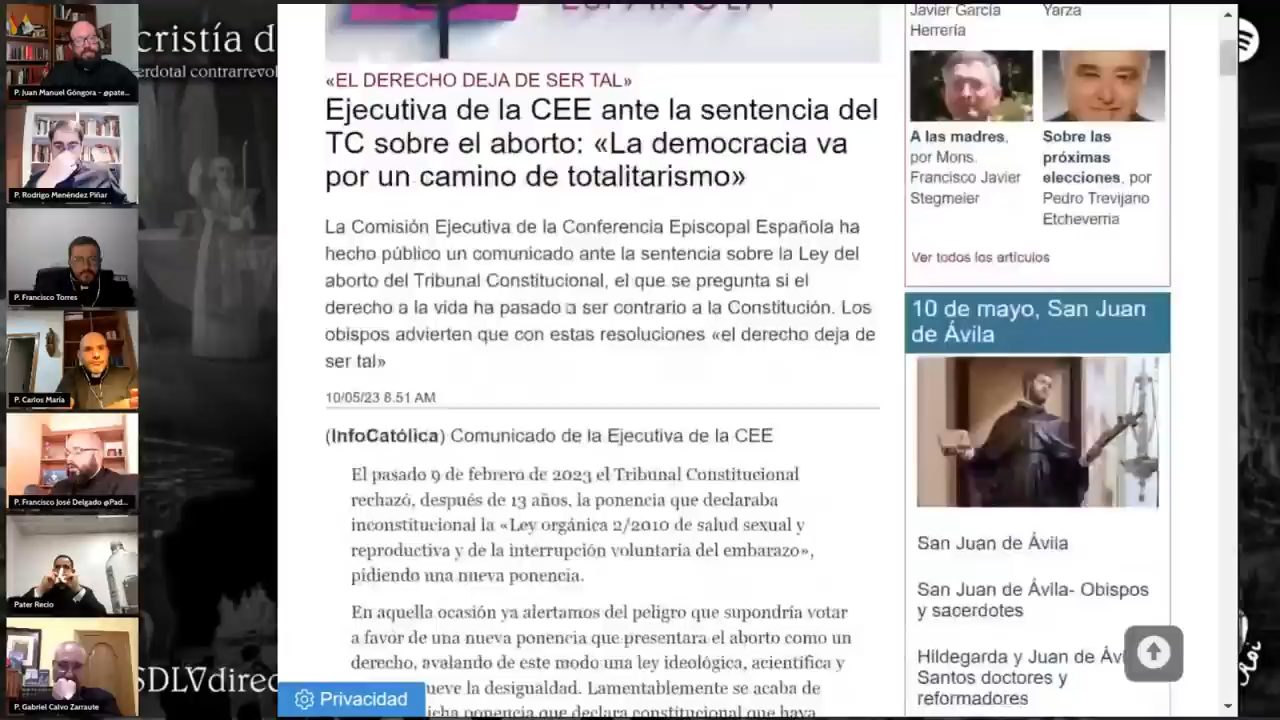 P. Juan Manuel Góngora - @pate...
P. Rodrigo Menéndez Piñar
P. Francisco Torres
P. Carlos María
P. Francisco José Delgado @Pad...
Pater Recio
P. Gabriel Calvo Zarraute
cristía d
erdotal contrarrevol
SDLVdirec
ESPAÑOLA
«EL DERECHO DEJA DE SER TAL»
Ejecutiva de la CEE ante la sentencia del
TC sobre el aborto: «La democracia va
por un camino de totalitarismo»
La Comisión Ejecutiva de la Conferencia Episcopal Española ha
hecho público un comunicado ante la sentencia sobre la Ley del
aborto del Tribunal Constitucional, el que se pregunta si el
derecho a la vida ha pasado a ser contrario a la Constitución. Los
obispos advierten que con estas resoluciones «el derecho deja de
ser tal»
10/05/23 8.51 AM
(InfoCatólica) Comunicado de la Ejecutiva de la CEE
El pasado 9 de febrero de 2023 el Tribunal Constitucional
rechazó, después de 13 años, la ponencia que declaraba
inconstitucional la «Ley orgánica 2/2010 de salud sexual y
reproductiva y de la interrupción voluntaria del embarazo»,
pidiendo una nueva ponencia.
En aquella ocasión ya alertamos del peligro que supondría votar
a favor de una nueva ponencia que presentara el aborto como un
derecho, avalando de este modo una ley ideológica, acientífica y
ueve la desigualdad. Lamentablemente se acaba de
icha ponencia que declara constitucional que haya
Privacidad
Javier García
Herrería
Yarza
A las madres,
por Mons.
Francisco Javier
Stegmeier
Sobre las
próximas
elecciones, por
Pedro Trevijano
Etcheverria
Ver todos los artículos
10 de mayo, San Juan
de Ávila
San Juan de Ávila
San Juan de Ávila- Obispos
y sacerdotes
Hildegarda y Juan de Ávi
Santos doctores y
reformadores
Roi